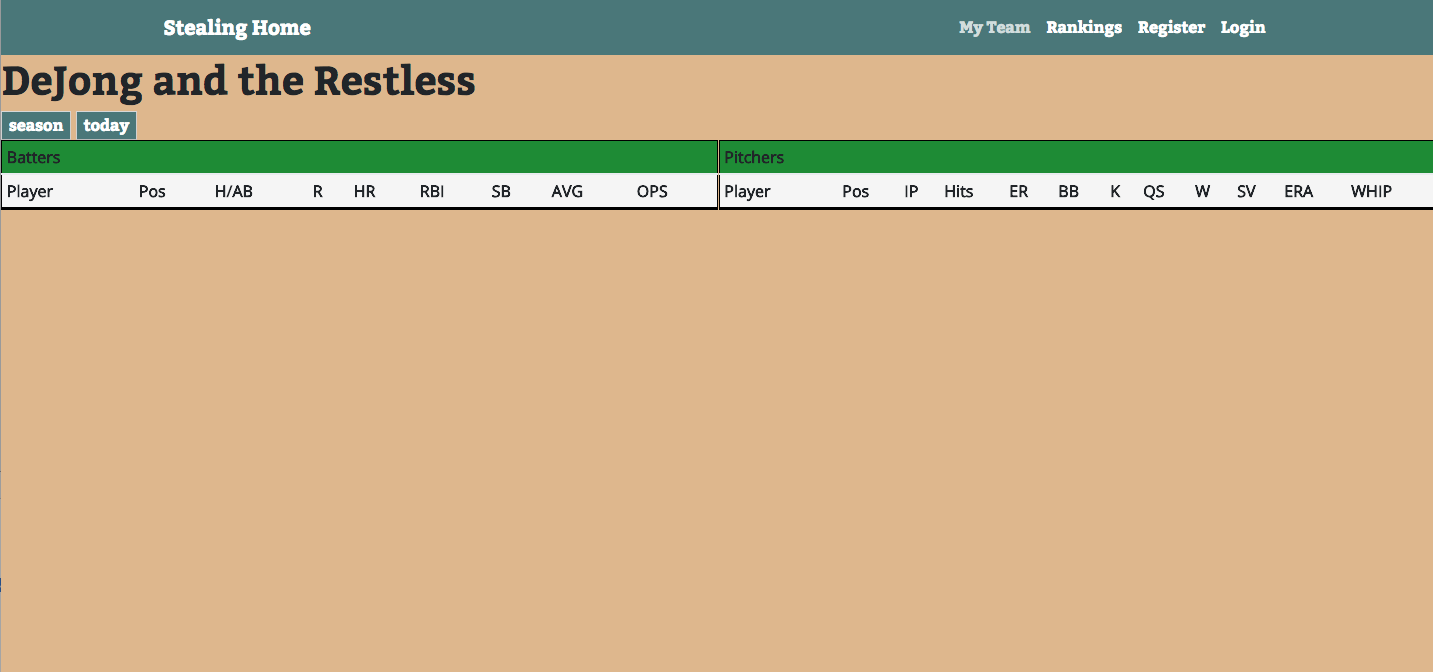 Stealing Home My Team Rankings Register Login
DeJong and the Restless
season today
Batters Pitchers
Player Pos H/AB R HR RBI SB AVG OPS Player Pos IP Hits ER BB K QS W SV ERA WHIP